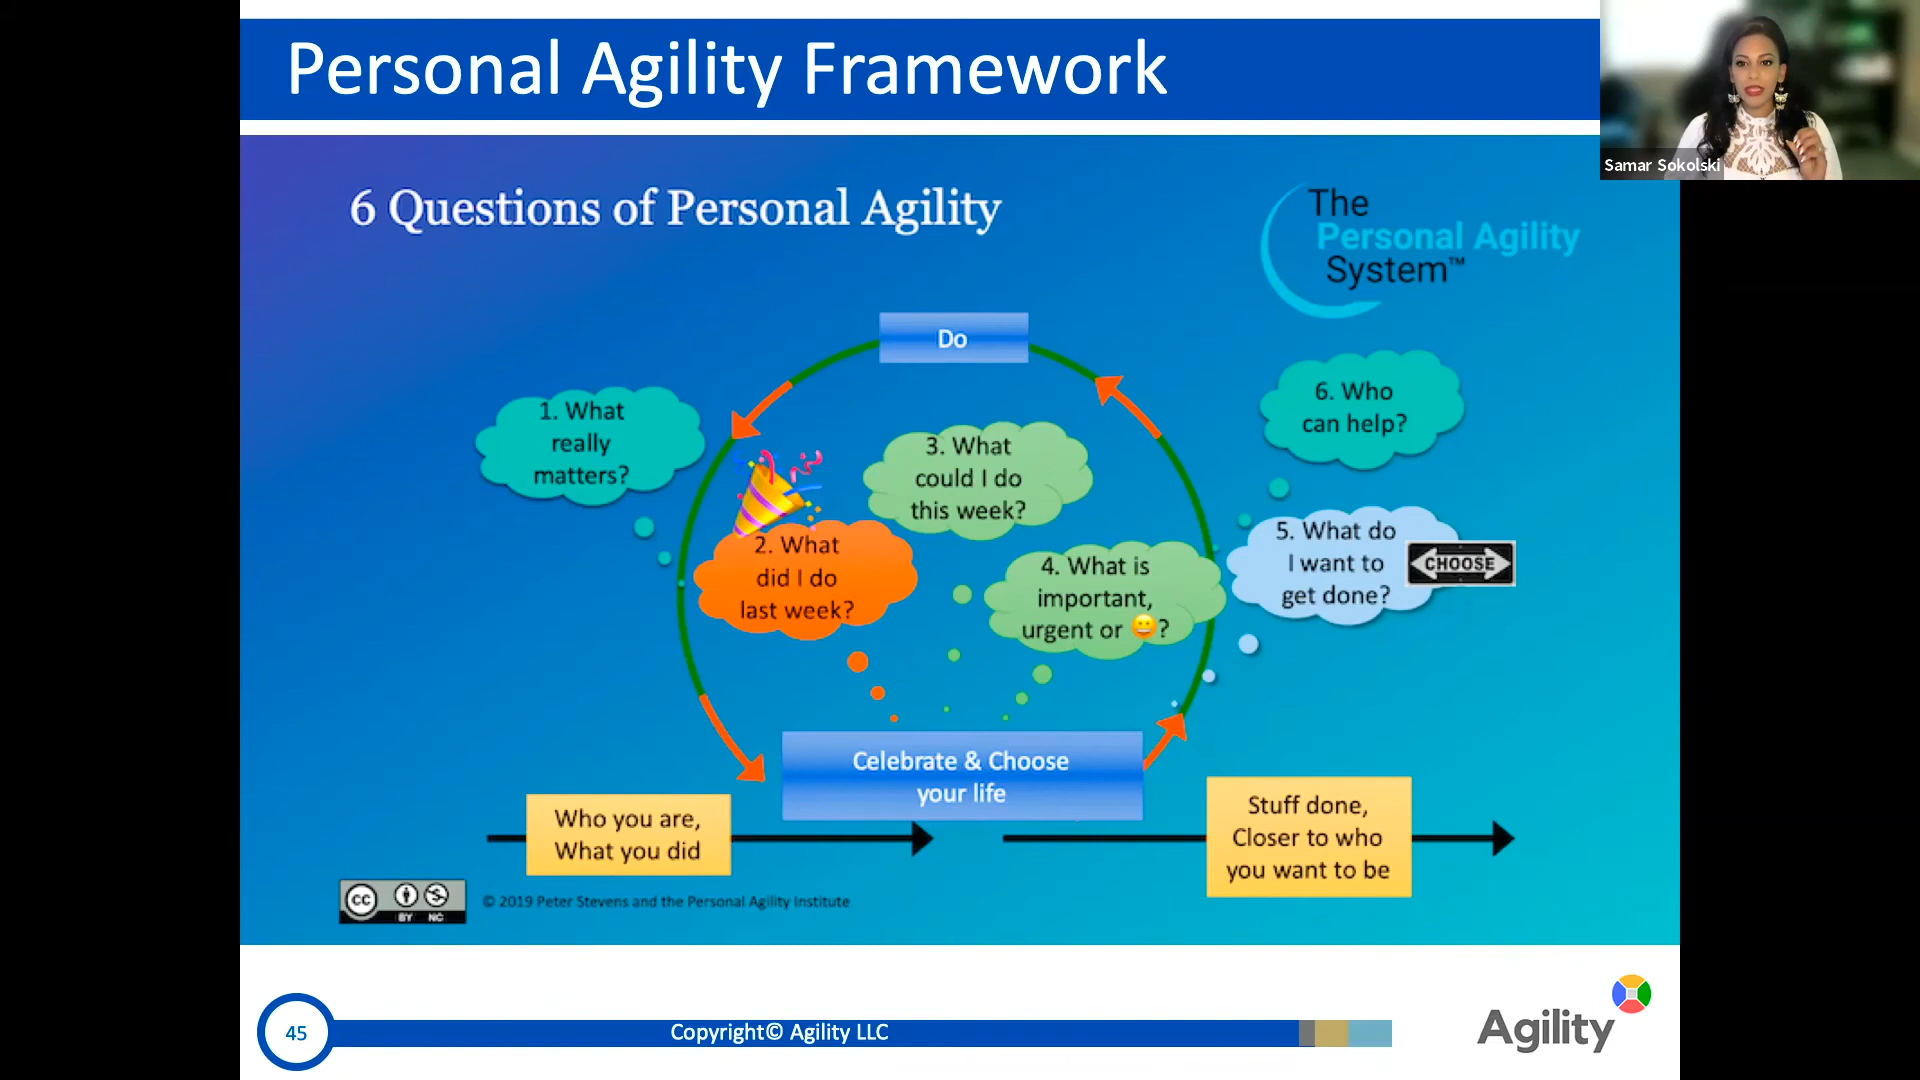 Personal Agility Framework
Samar Sokolski
6 Questions of Personal Agility
The
Personal Agility
System™
Do
1. What
really
matters?
2. What
did I do
last week?
3. What
could I do
this week?
4. What is
important,
urgent or 😀?
5. What do
I want to
get done?
CHOOSE
6. Who
can help?
Celebrate & Choose
your life
Who you are,
What you did
Stuff done,
Closer to who
you want to be
CC
BY NC
© 2019 Peter Stevens and the Personal Agility Institute
45
Copyright© Agility LLC
Agility